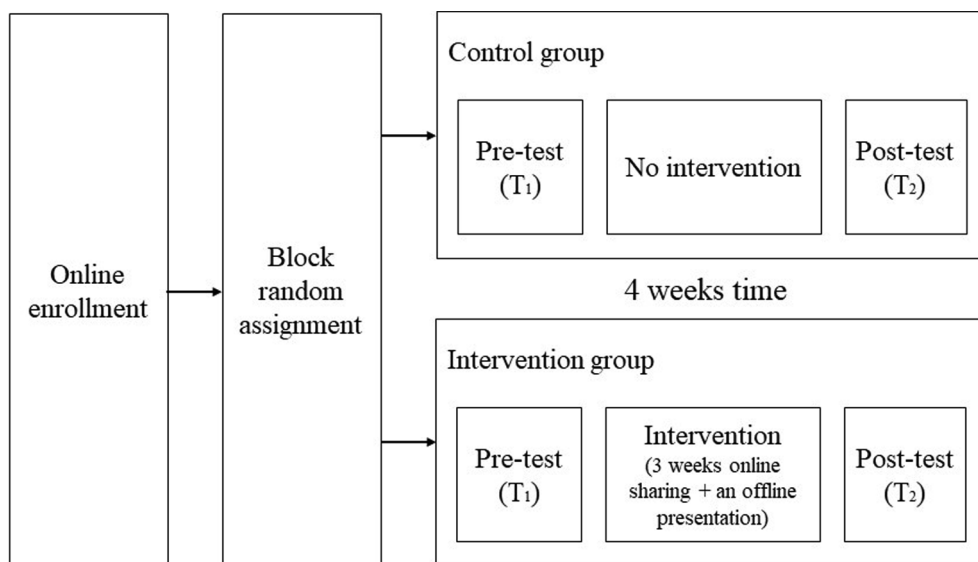 Online
enrollment
Block
random
assignment
Control group
Pre-test
(T1)
No intervention
Post-test
(T2)
4 weeks time
Intervention group
Pre-test
(T1)
Intervention
(3 weeks online
sharing + an offline
presentation)
Post-test
(T2)